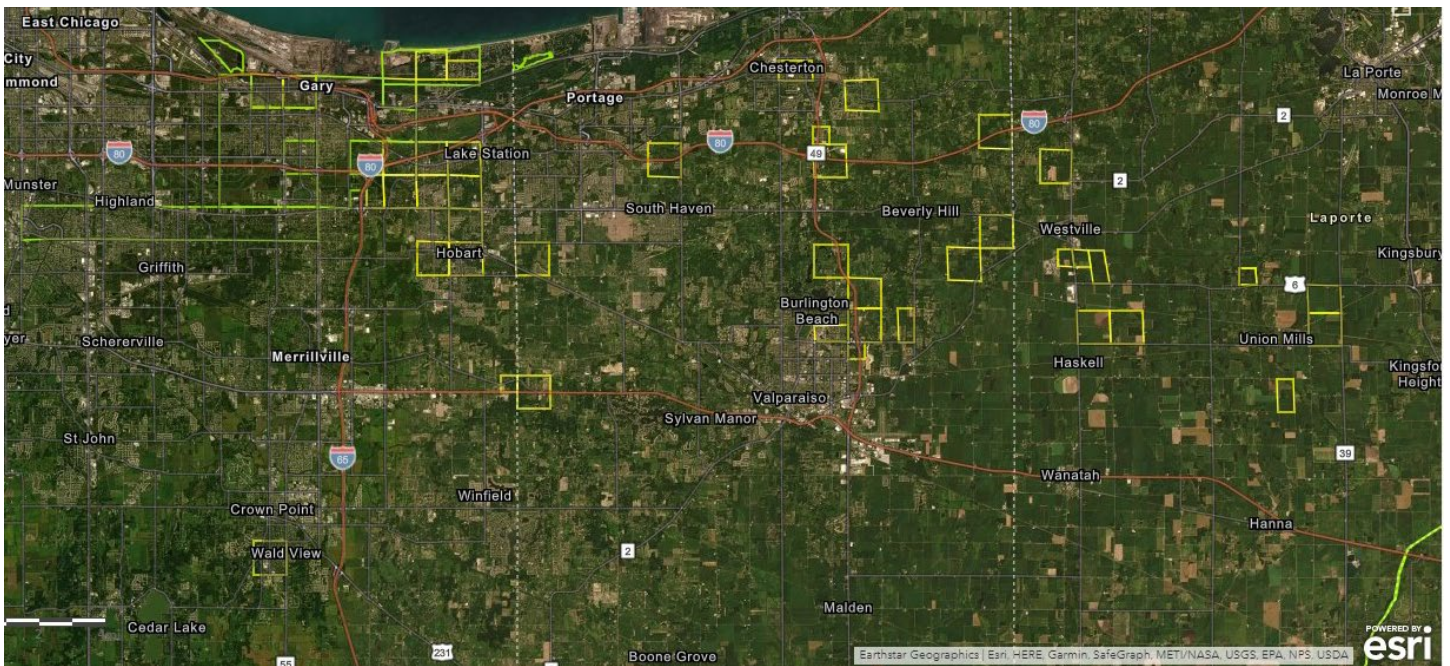 East Chicago
City
mmond
Gary
Portage
Chesterton
La Porte
Monroe M
80
80
80
80
49
2
2
Lake Station
Munster
Highland
South Haven
Beverly Hill
Westville
Laporte
Griffith
Hobart
Kingsbury
6
d
yer
Schererville
Merrillville
Burlington
Beach
Haskell
Union Mills
Kingsfor
Height
Valparaiso
Sylvan Manor
St John
65
39
Winfield
Wanatah
Crown Point
Hanna
Wald View
2
Cedar Lake
Malden
231
55
Boone Grove
Earthstar Geographics | Esri, HERE, Garmin, SafeGraph, METI/NASA, USGS, EPA, NPS, USDA
POWERED BY
esri